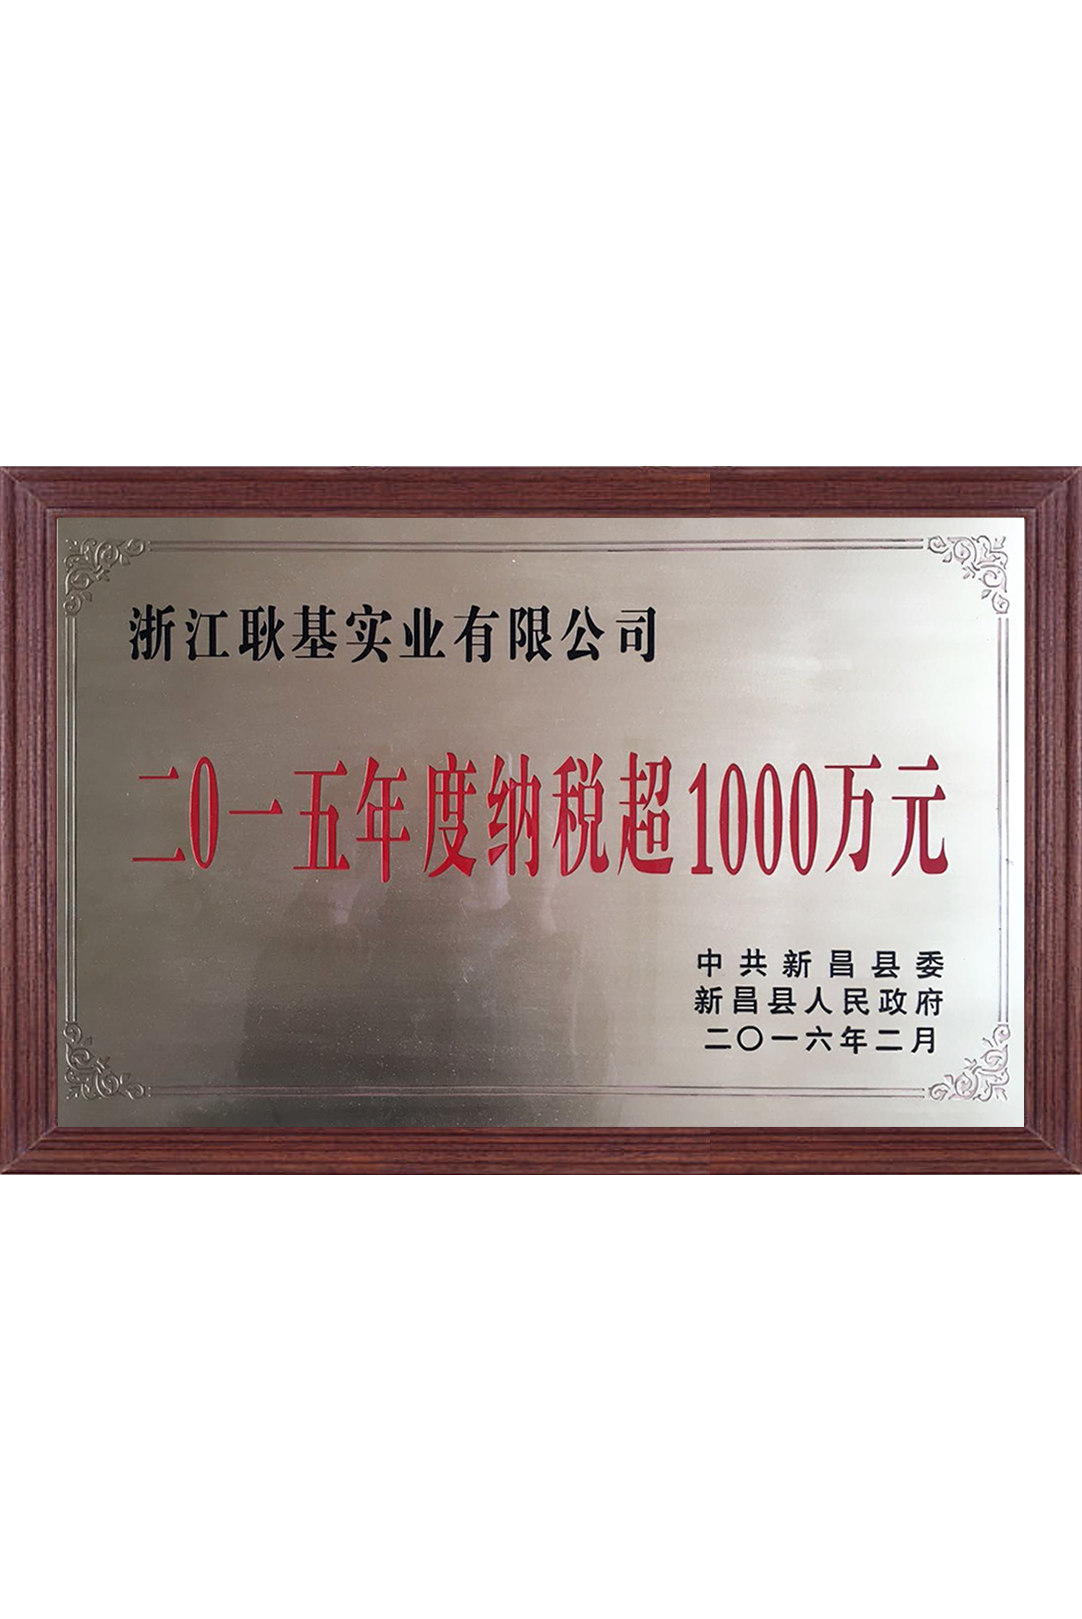 浙江耿基实业有限公司
二0一五年度纳税超1000万元
中共新昌县委
新昌县人民政府
二〇一六年二月